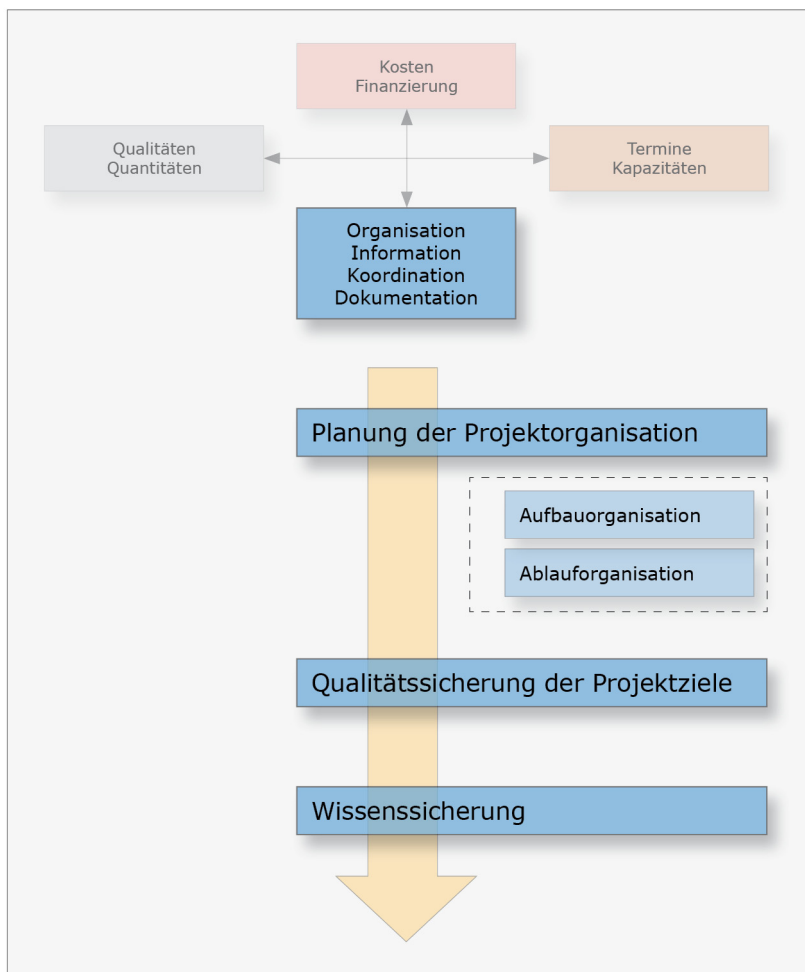 Kosten
Finanzierung
Qualitäten
Quantitäten
Termine
Kapazitäten
Organisation
Information
Koordination
Dokumentation
Planung der Projektorganisation
Aufbauorganisation
Ablauforganisation
Qualitätssicherung der Projektziele
Wissenssicherung